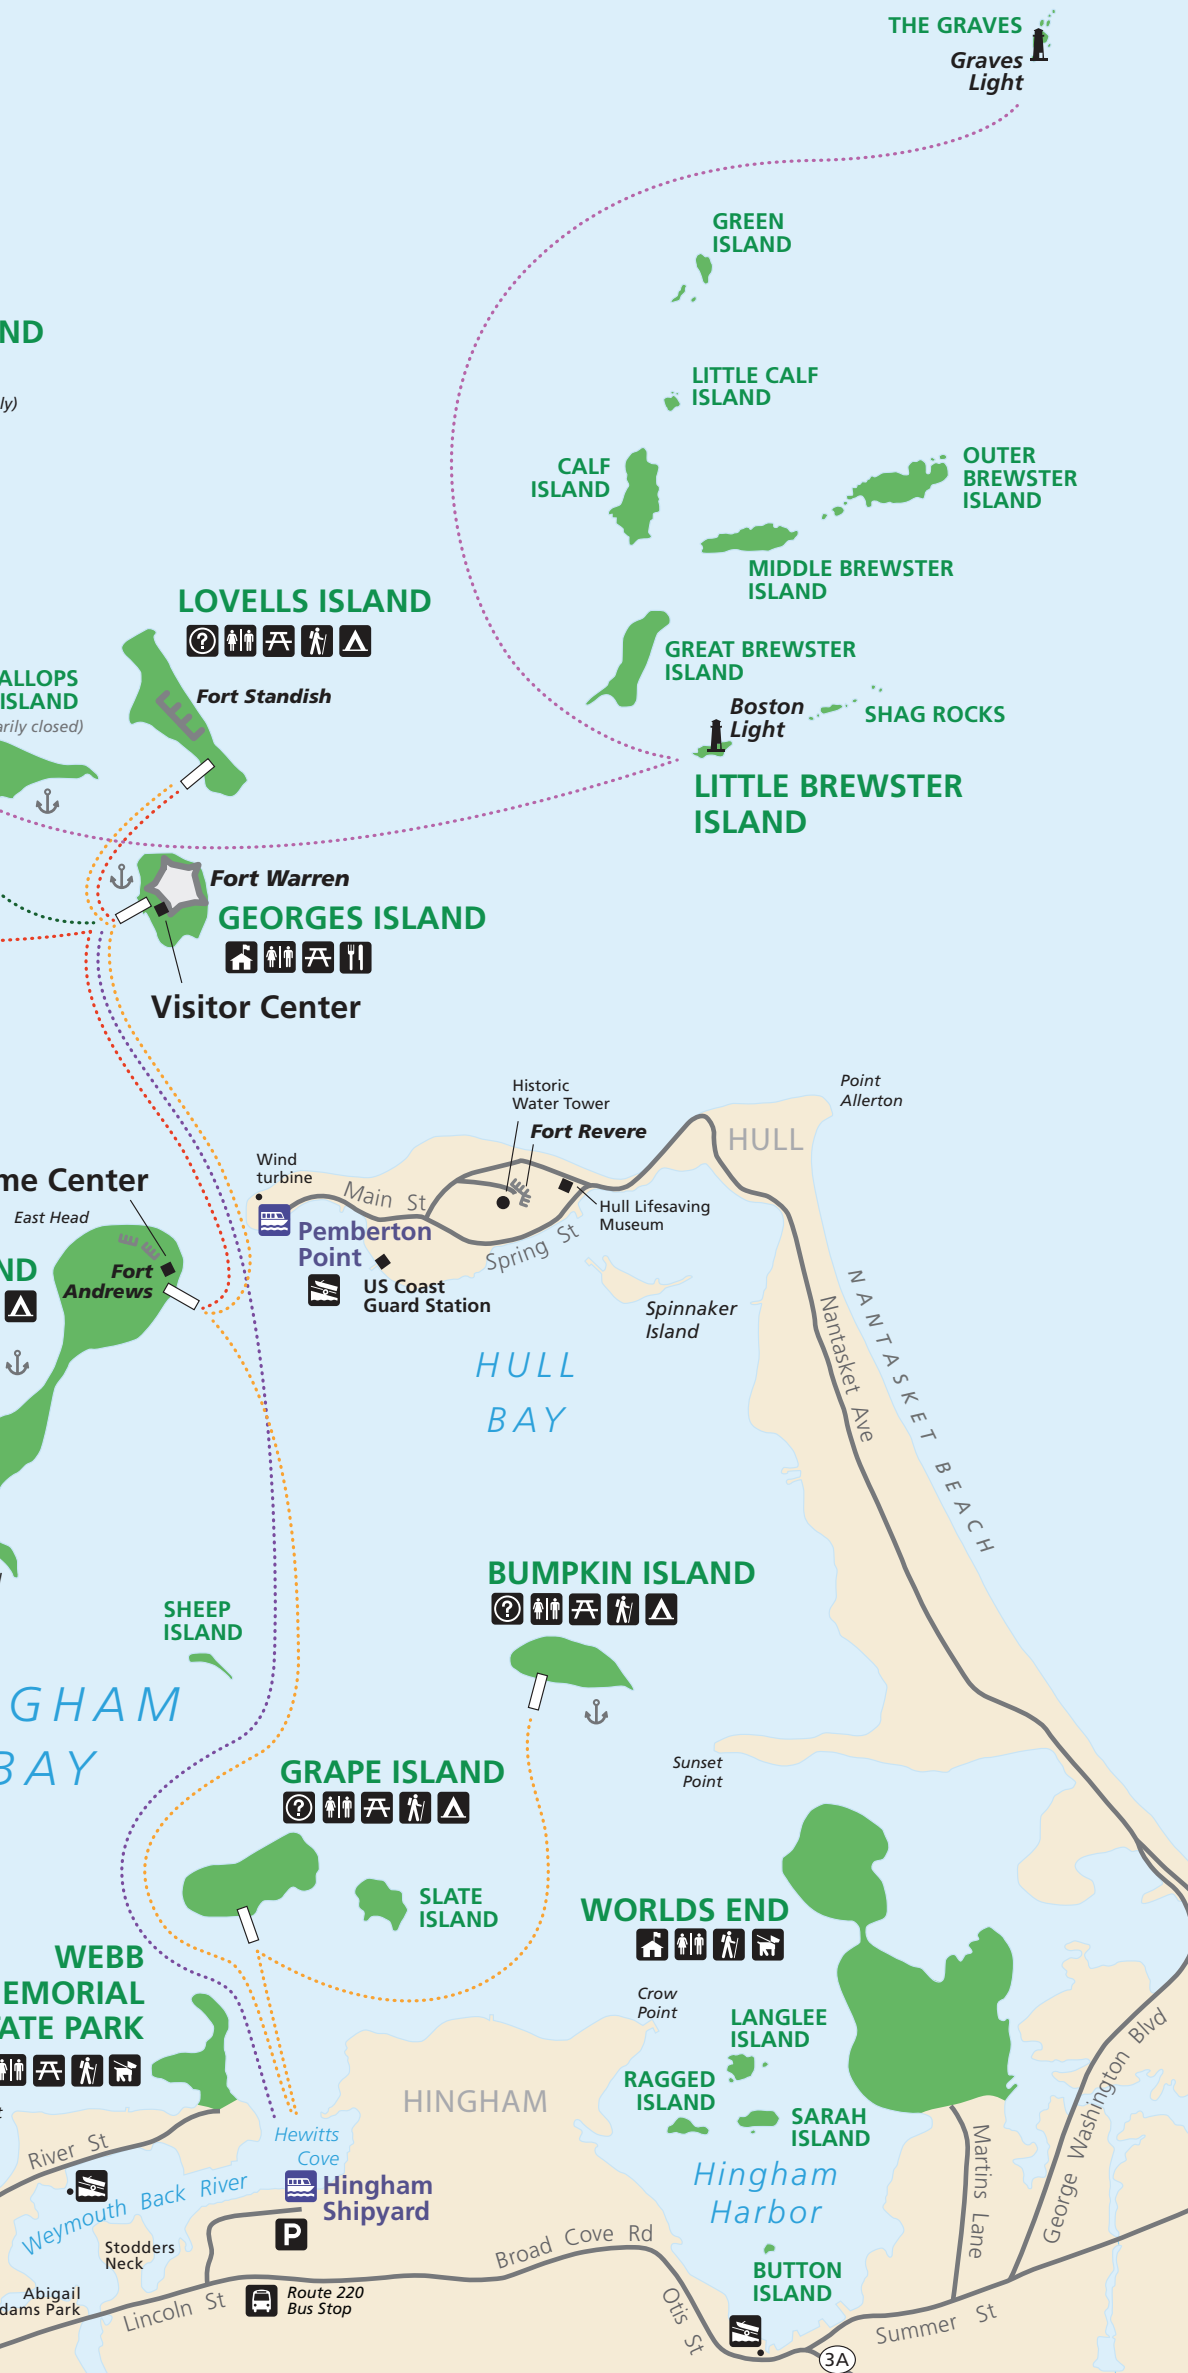 THE GRAVES
Graves
Light
GREEN
ISLAND
ND
LITTLE CALF
ISLAND
ly)
CALF
ISLAND
OUTER
BREWSTER
ISLAND
MIDDLE BREWSTER
ISLAND
LOVELLS ISLAND
?
GREAT BREWSTER
ISLAND
ALLOPS
ISLAND
arily closed)
Fort Standish
Boston
Light
SHAG ROCKS
LITTLE BREWSTER
ISLAND
Fort Warren
GEORGES ISLAND
Visitor Center
Historic
Water Tower
Fort Revere
Point
Allerton
HULL
me Center
East Head
Wind
turbine
Main St
Hull Lifesaving
Museum
Pemberton
Point
Spring St
ND
Fort
Andrews
US Coast
Guard Station
Spinnaker
Island
NANTASKET BEACH
Nantasket Ave
HULL
BAY
BUMPKIN ISLAND
?
SHEEP
ISLAND
GHAM
BAY
Sunset
Point
GRAPE ISLAND
?
SLATE
ISLAND
WORLDS END
WEBB
EMORIAL
ATE PARK
Crow
Point
LANGLEE
ISLAND
RAGGED
ISLAND
SARAH
ISLAND
HINGHAM
t
Hewitts
Cove
River St
Weymouth Back River
Hingham
Shipyard
P
Hingham
Harbor
Martins Lane
George Washington Blvd
Stodders
Neck
Broad Cove Rd
BUTTON
ISLAND
Abigail
dams Park
Lincoln St
Route 220
Bus Stop
Otis St
Summer St
3A